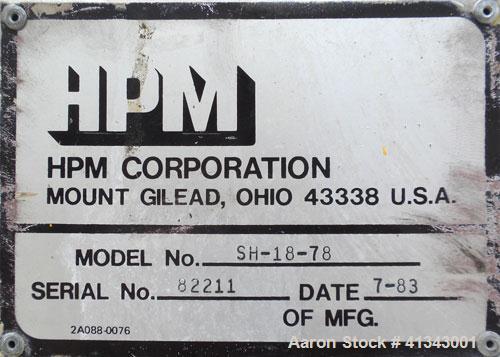 HPM
HPM CORPORATION
MOUNT GILEAD, OHIO 43338 U.S.A.
MODEL No. SH-18-78
SERIAL No. 82211 DATE 7-83
OF MFG.
2A088-0076
Aaron Stock # 41343001